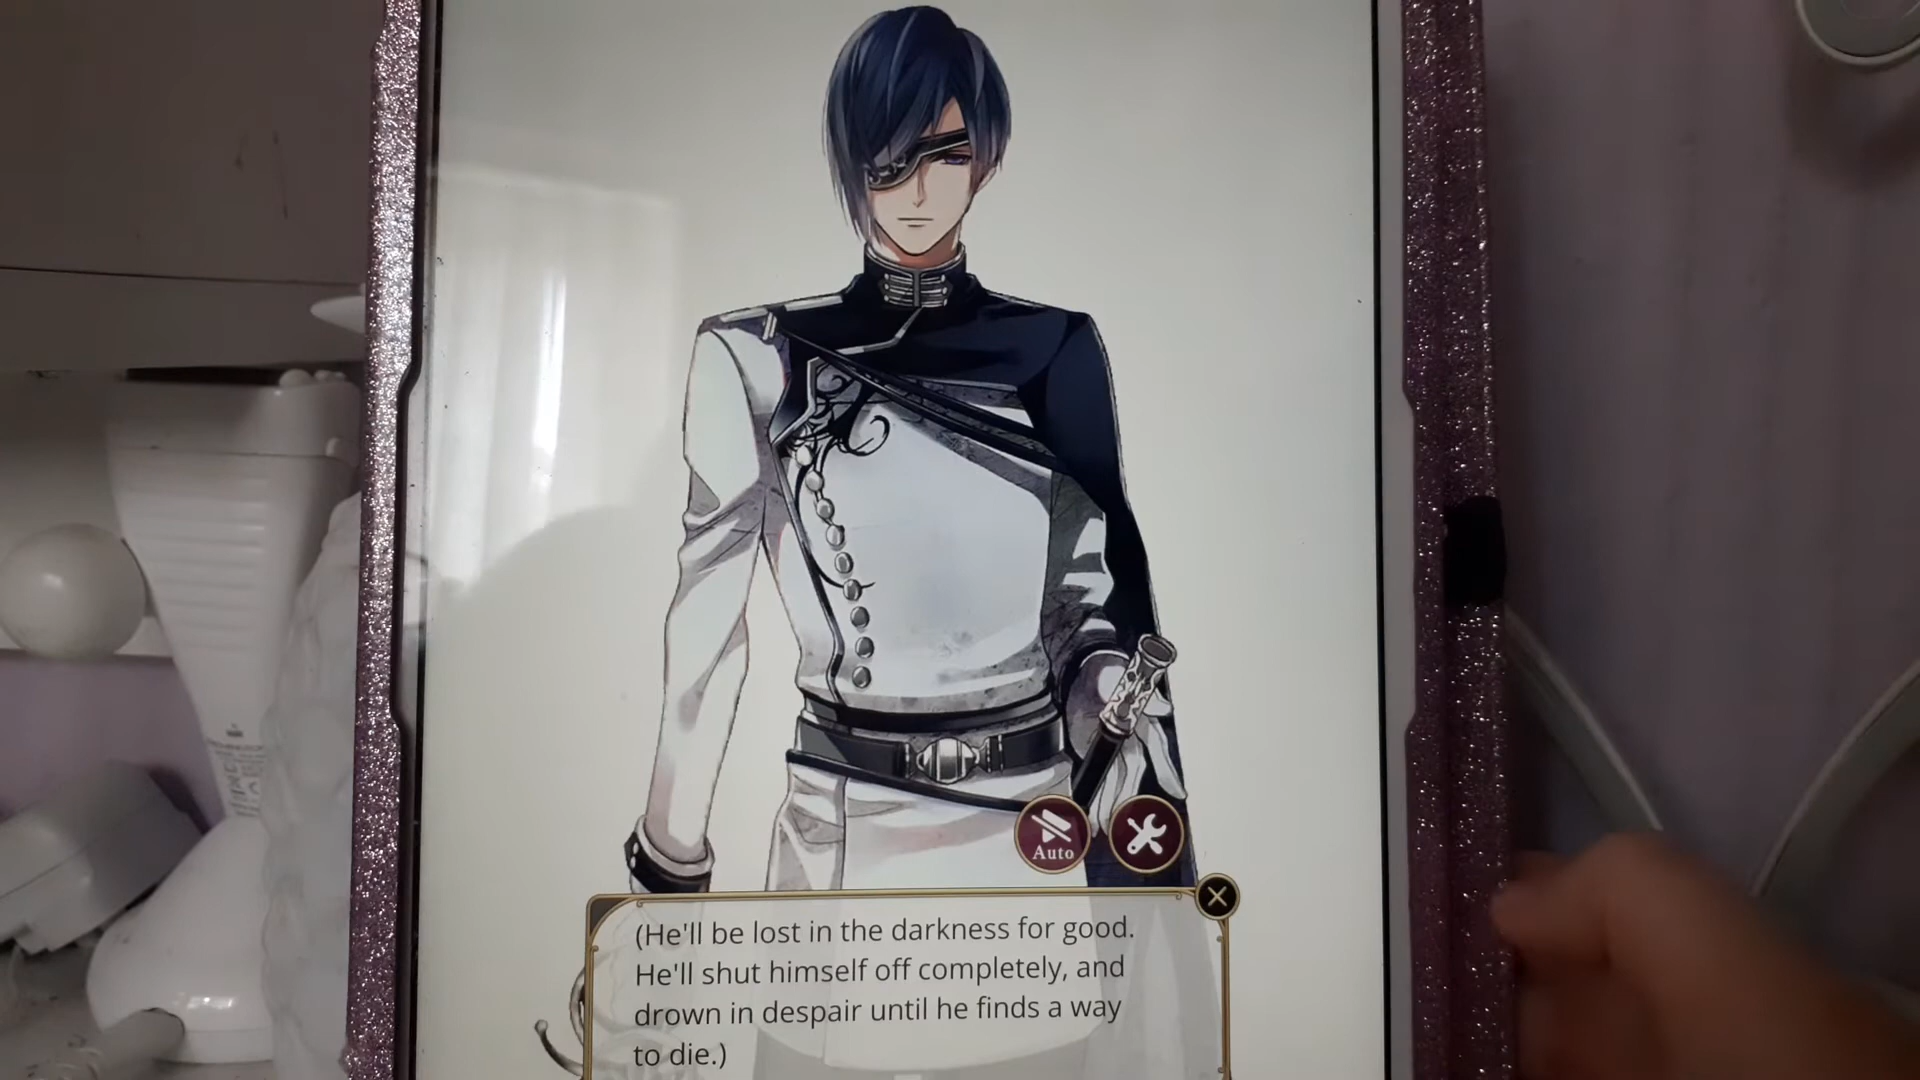 Auto
(He'll be lost in the darkness for good.
He'll shut himself off completely, and
drown in despair until he finds a way
to die.)